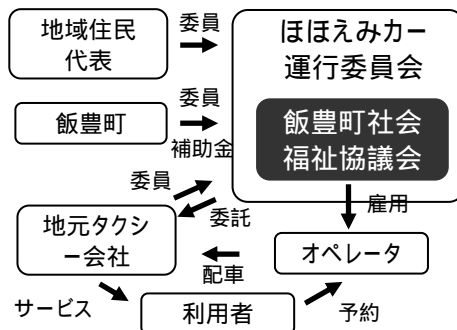 地域住民
代表
委員
ほほえみカー
運行委員会
飯豊町
委員
補助金
飯豊町社会
福祉協議会
委員
委託
雇用
地元タクシ
ー会社
配車
オペレータ
サービス
利用者
予約